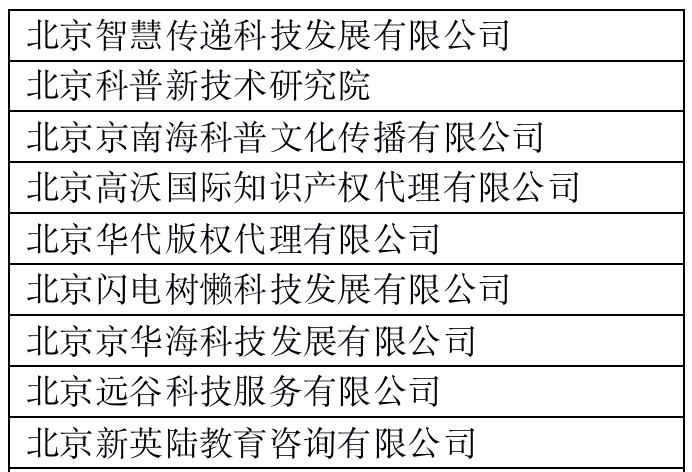 北京智慧传递科技发展有限公司
北京科普新技术研究院
北京京南海科普文化传播有限公司
北京高沃国际知识产权代理有限公司
北京华代版权代理有限公司
北京闪电树懒科技发展有限公司
北京京华海科技发展有限公司
北京远谷科技服务有限公司
北京新英陆教育咨询有限公司